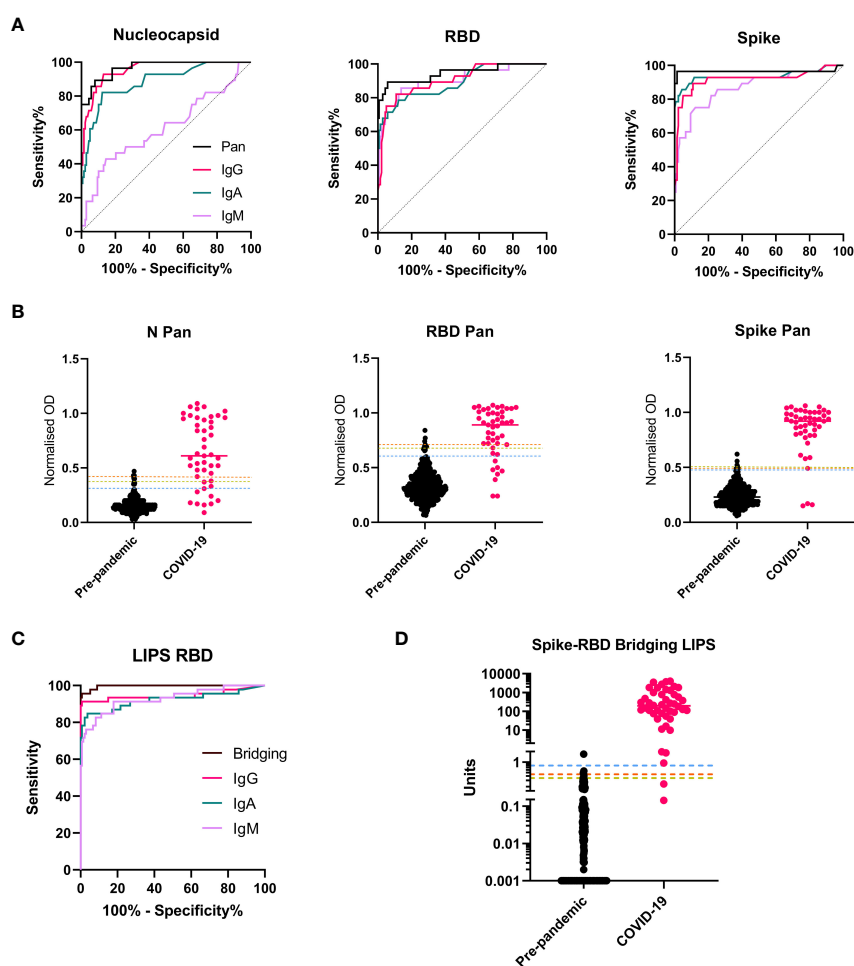 A
Nucleocapsid
RBD
Spike
Sensitivity%
100
80
60
40
20
0
Pan
IgG
IgA
IgM
0 20 40 60 80 100
100% - Specificity%
Sensitivity%
100
80
60
40
20
0
0 20 40 60 80 100
100% - Specificity%
Sensitivity%
100
80
60
40
20
0
0 20 40 60 80 100
100% - Specificity%
B
N Pan
RBD Pan
Spike Pan
Normalised OD
1.5
1.0
0.5
0.0
Pre-pandemic
COVID-19
Normalised OD
1.5
1.0
0.5
0.0
Pre-pandemic
COVID-19
Normalised OD
1.5
1.0
0.5
0.0
Pre-pandemic
COVID-19
C
LIPS RBD
Sensitivity
100
80
60
40
20
0
Bridging
IgG
IgA
IgM
0 20 40 60 80 100
100% - Specificity%
D
Spike-RBD Bridging LIPS
Units
10000
1000
100
10
1
0.1
0.01
0.001
Pre-pandemic
COVID-19